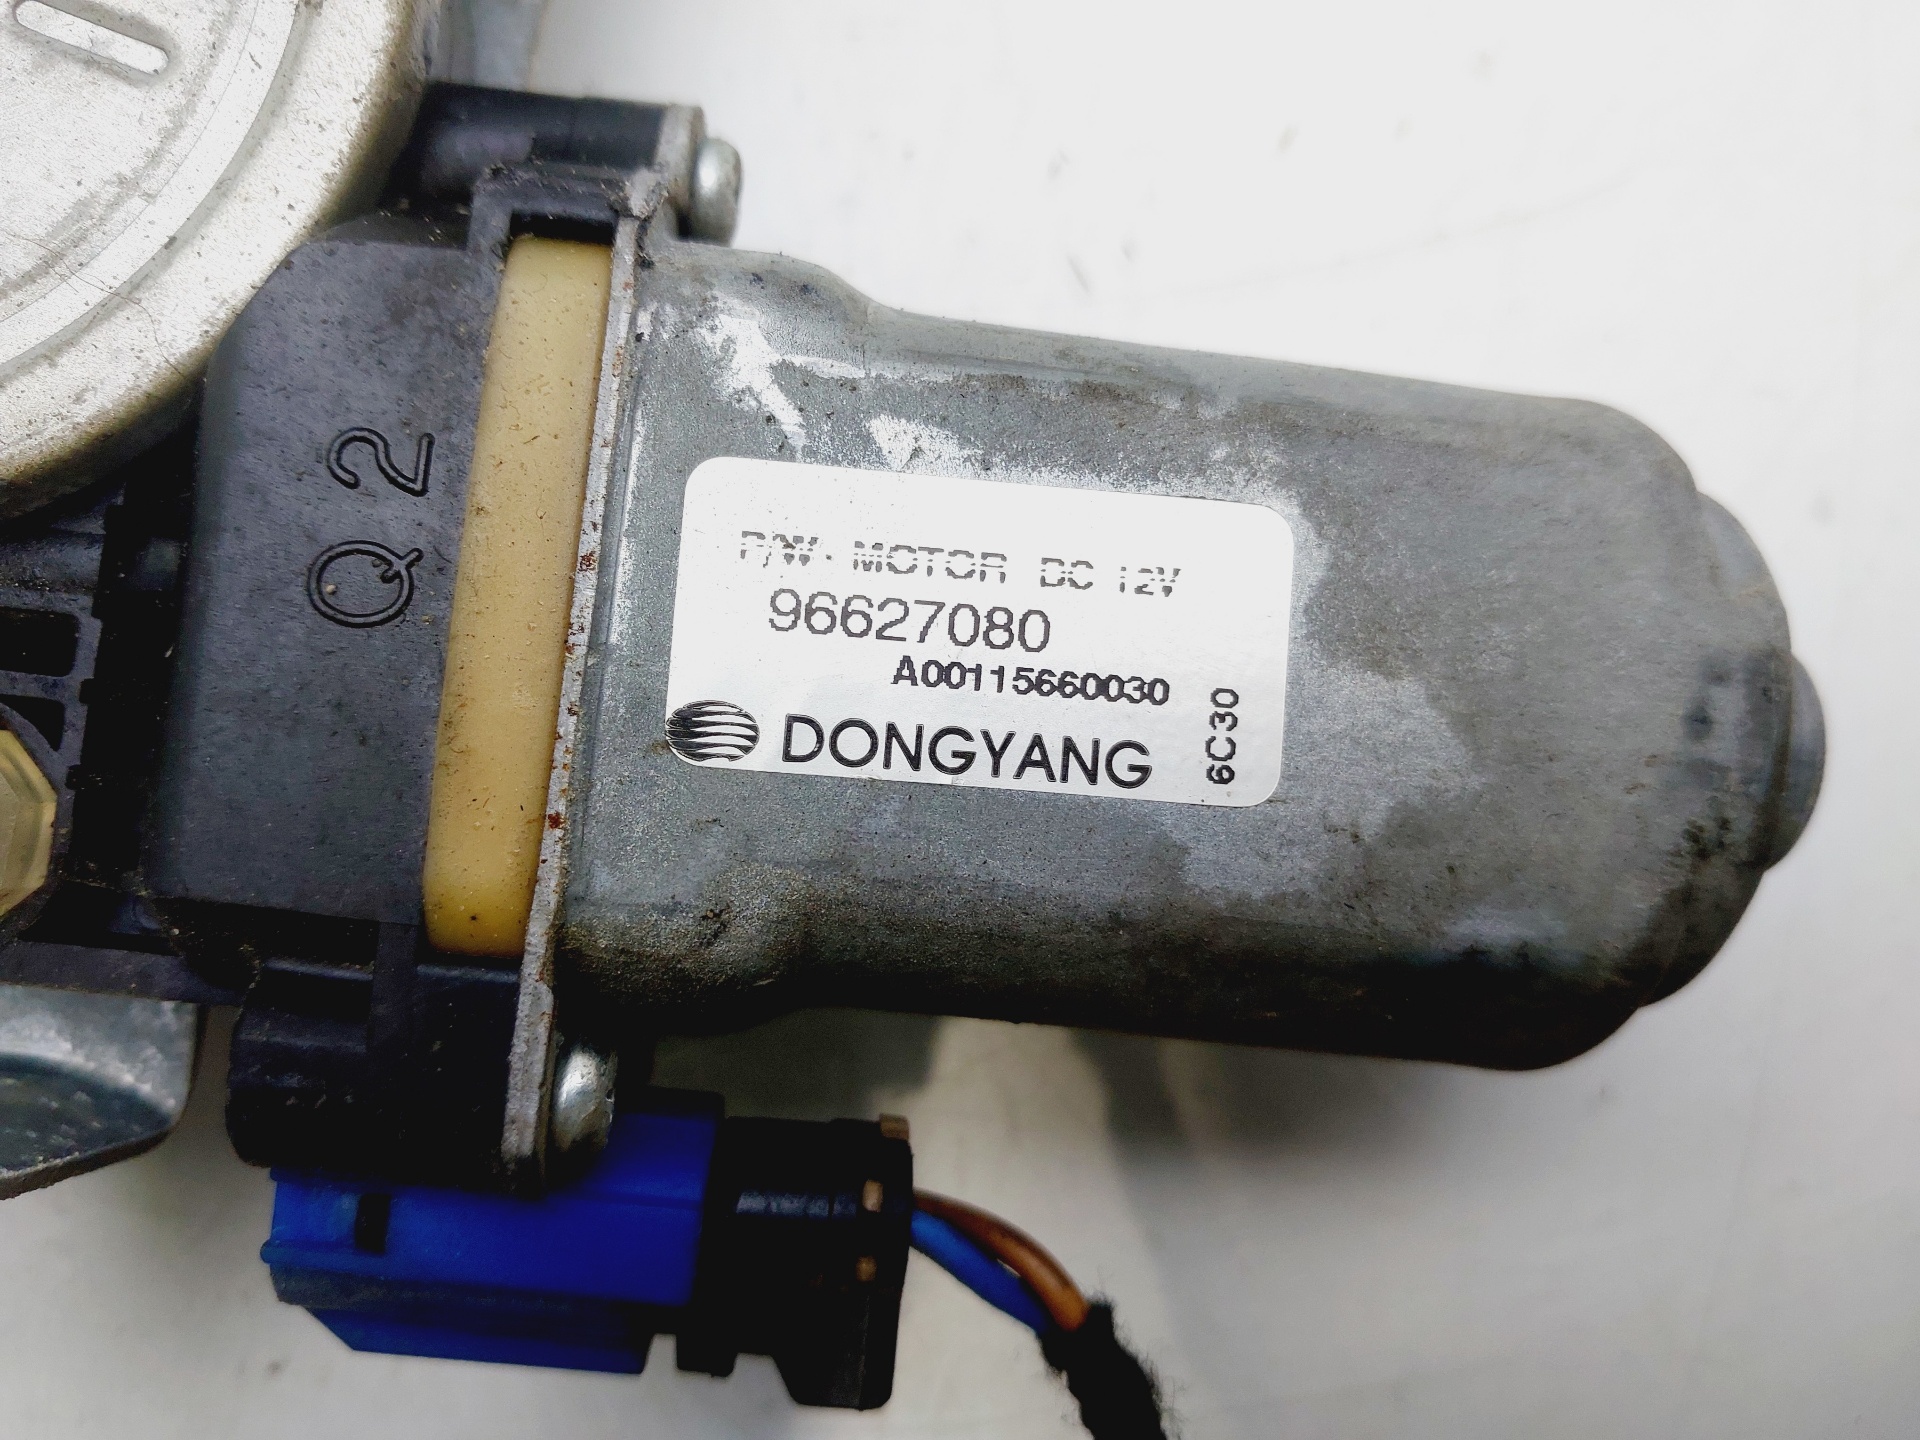 Q2
P/W MOTOR DC 12V
96627080
A00115660030
DONGYANG
6C30